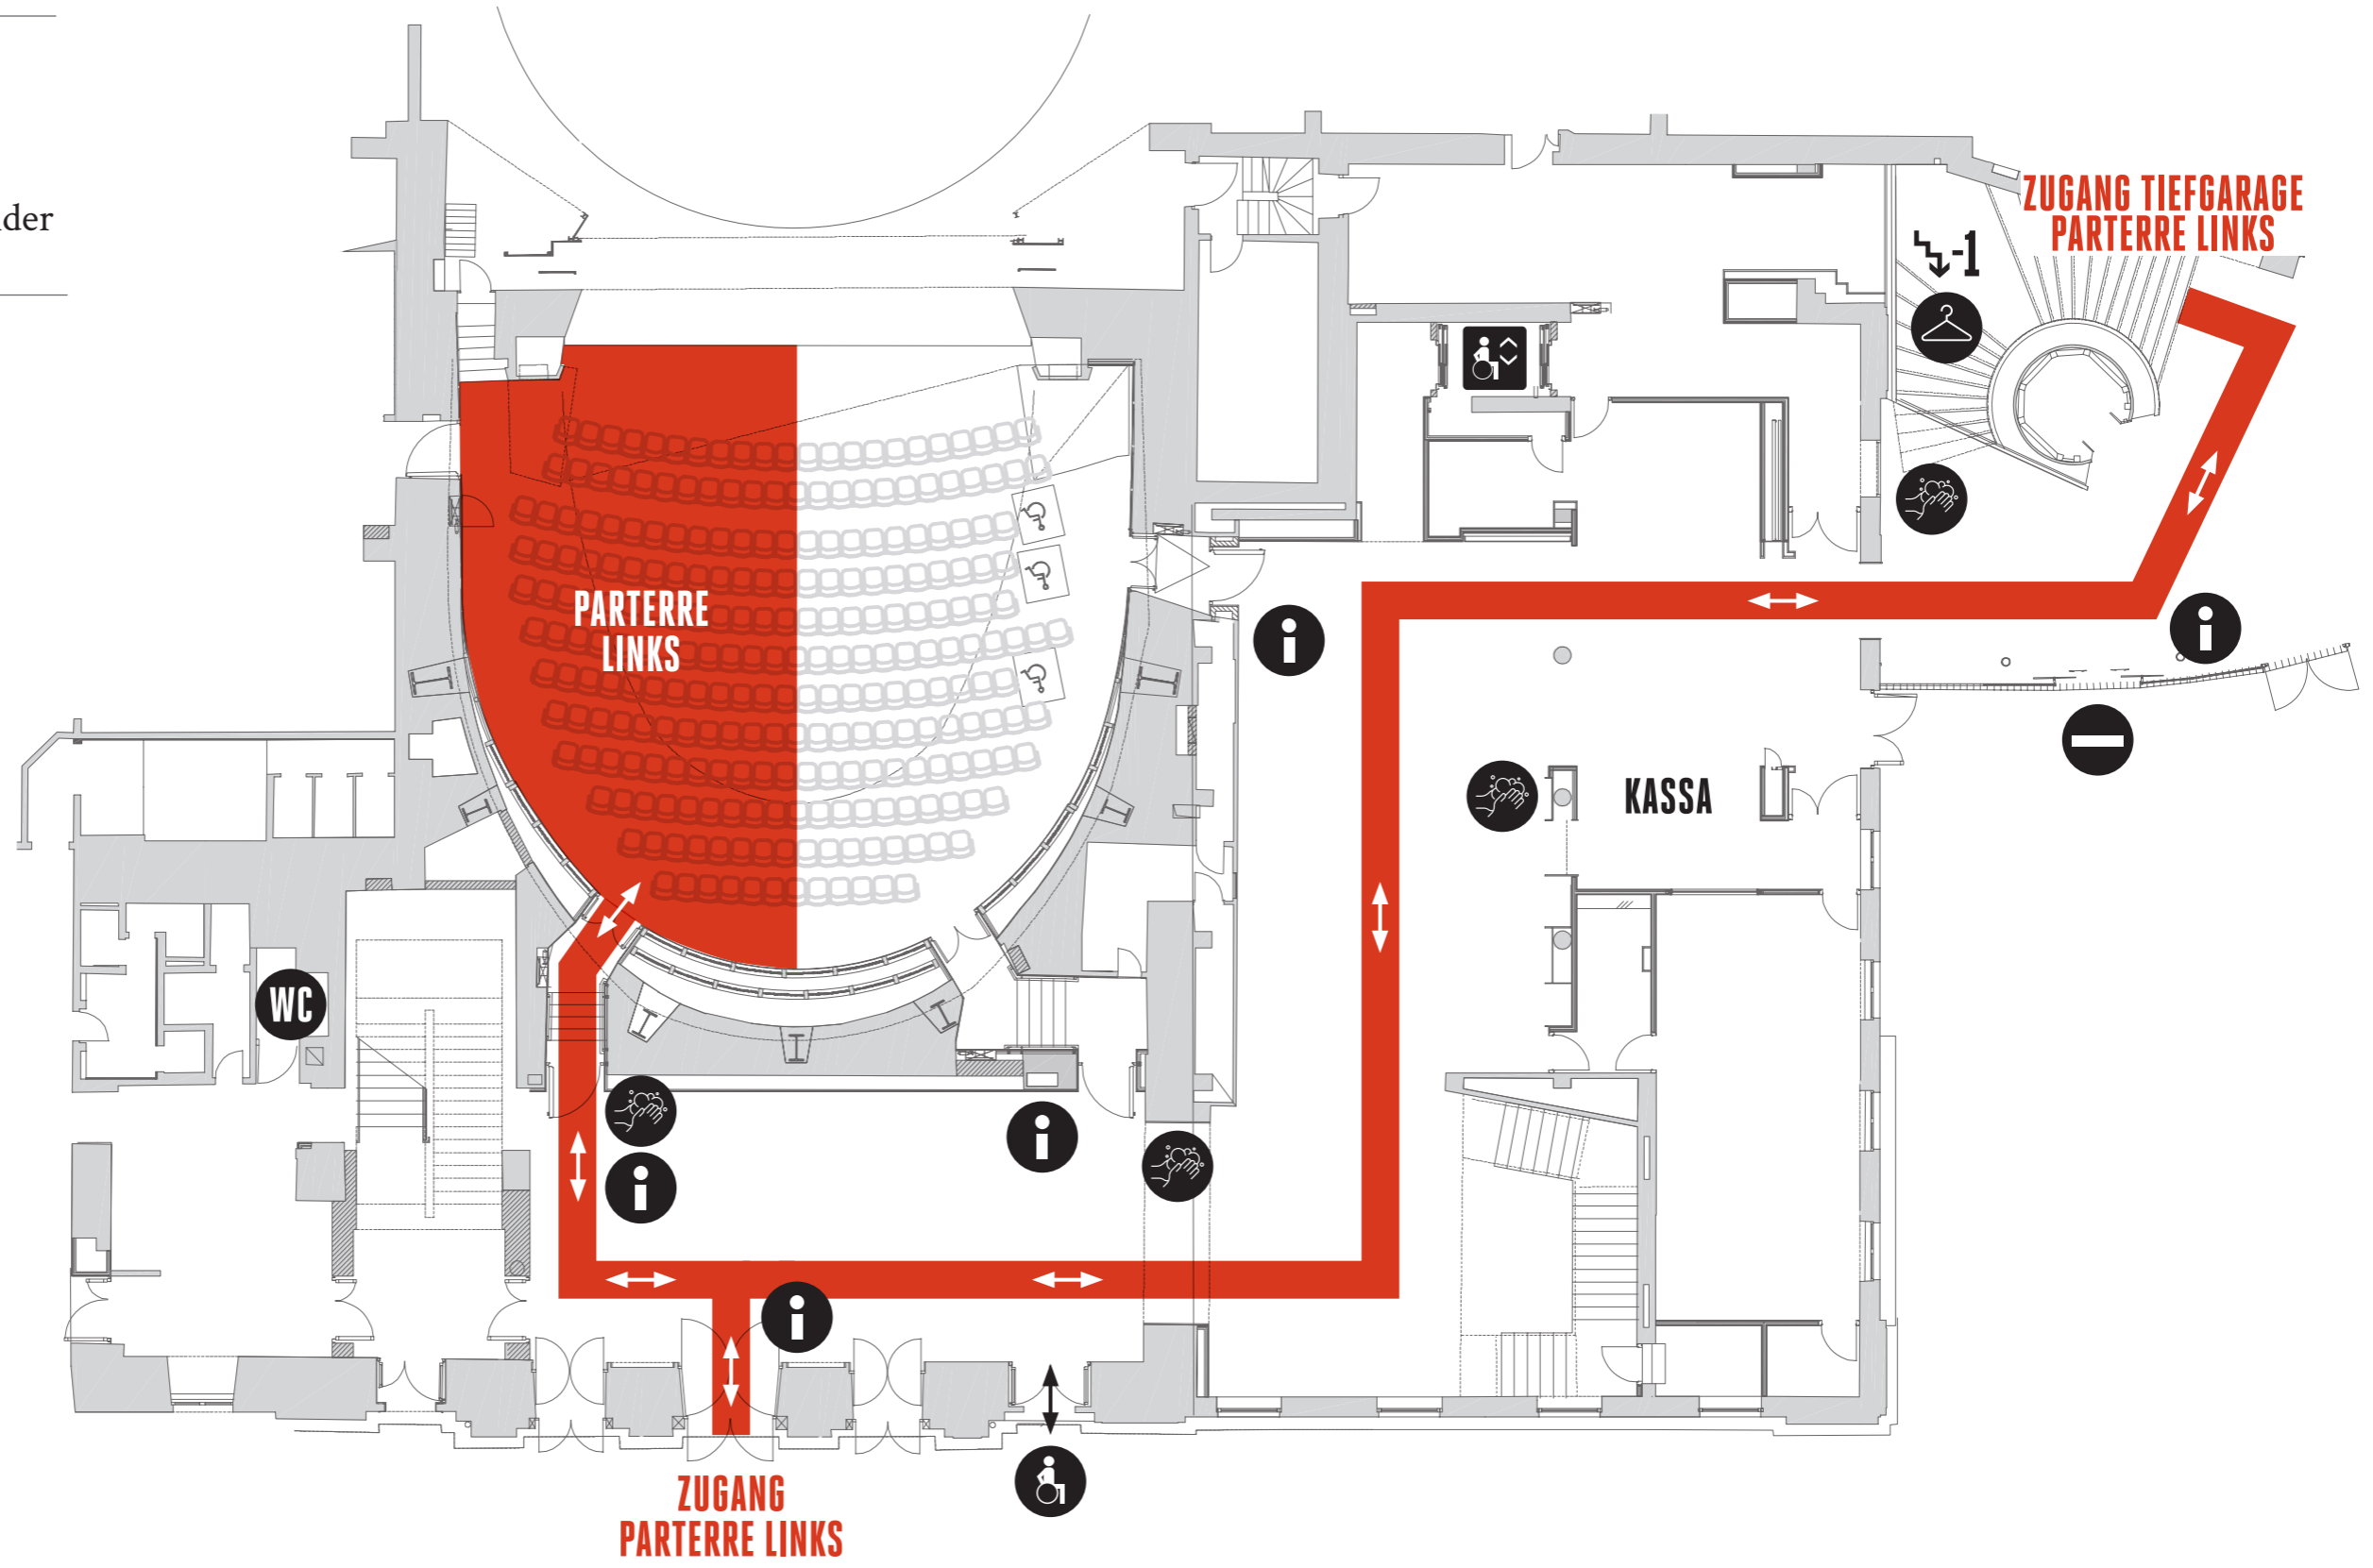 ZUGANG TIEFGARAGE
PARTERRE LINKS
-1
PARTERRE
LINKS
KASSA
WC
ZUGANG
PARTERRE LINKS